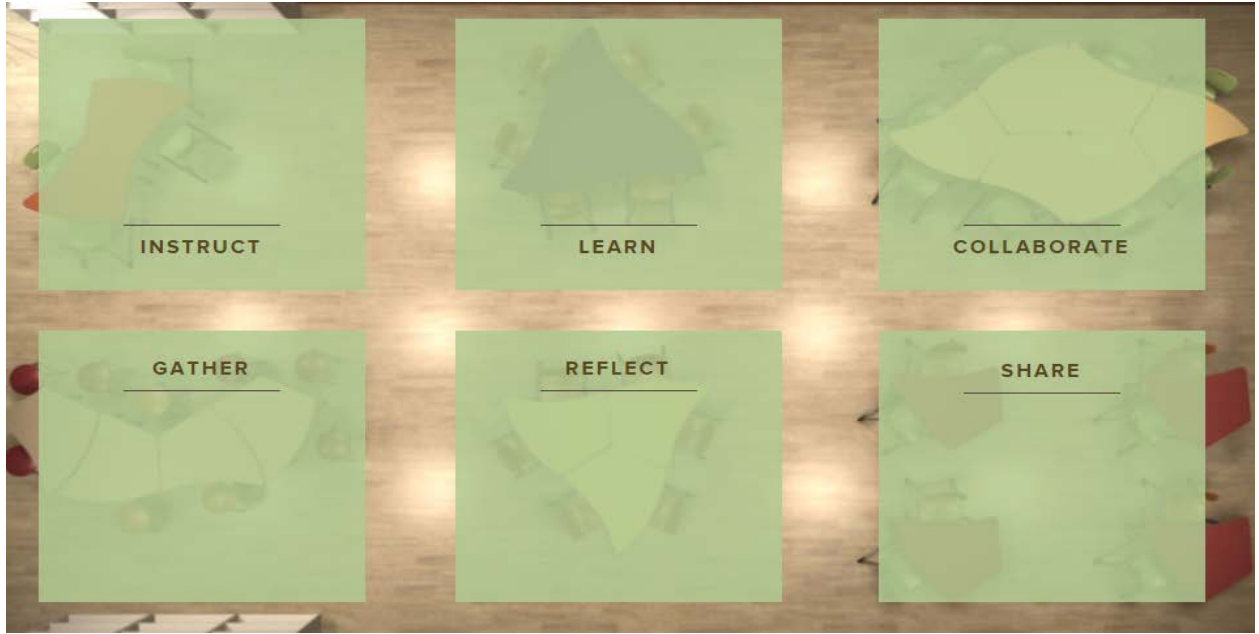 INSTRUCT
LEARN
COLLABORATE
GATHER
REFLECT
SHARE